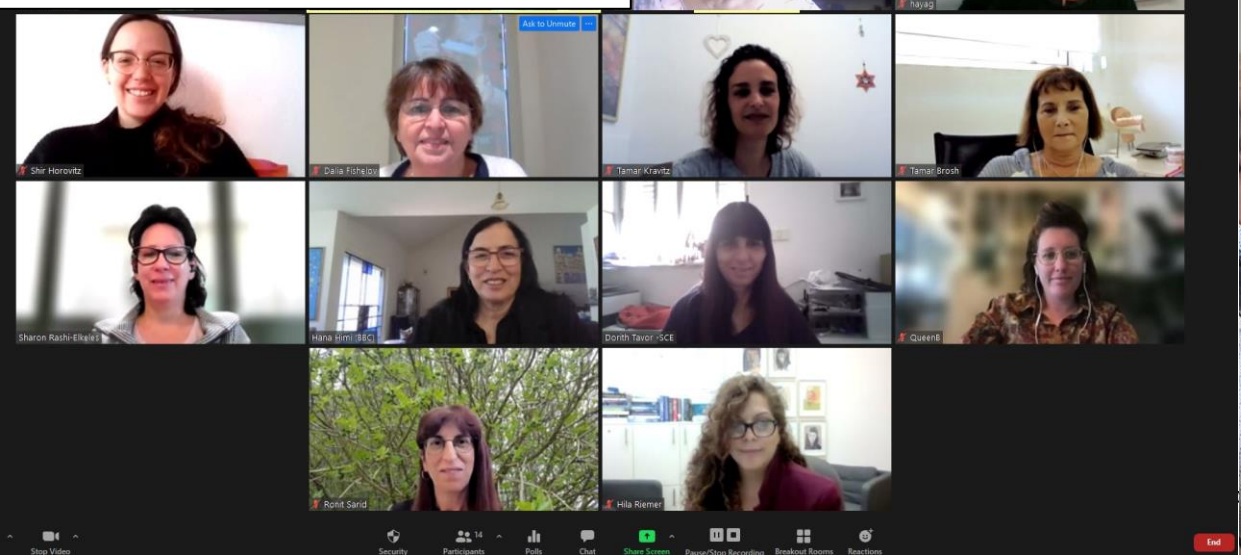 hayag
Ask to Unmute
...
Shir Horovitz
Dalia Fishelov
Tamar Kravitz
Tamar Brosh
Sharon Rashi-Elkeles
Hana Himi (BBC)
Dorith Tavor -SCE
QueenB
Ronit Sarid
Hila Riemer
Stop Video
Security
Participants
14
Polls
Chat
Share Screen
Pause/Stop Recording
Breakout Rooms
Reactions
End